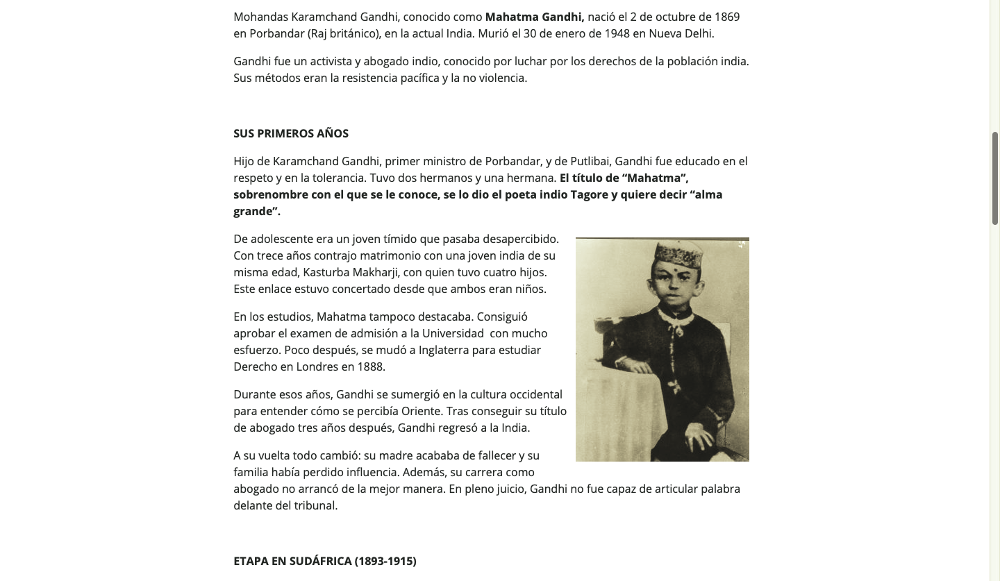 Mohandas Karamchand Gandhi, conocido como Mahatma Gandhi, nació el 2 de octubre de 1869
en Porbandar (Raj británico), en la actual India. Murió el 30 de enero de 1948 en Nueva Delhi.
Gandhi fue un activista y abogado indio, conocido por luchar por los derechos de la población india.
Sus métodos eran la resistencia pacífica y la no violencia.
SUS PRIMEROS AÑOS
Hijo de Karamchand Gandhi, primer ministro de Porbandar, y de Putlibai, Gandhi fue educado en el
respeto y en la tolerancia. Tuvo dos hermanos y una hermana. El título de “Mahatma”,
sobrenombre con el que se le conoce, se lo dio el poeta indio Tagore y quiere decir “alma
grande”.
De adolescente era un joven tímido que pasaba desapercibido.
Con trece años contrajo matrimonio con una joven india de su
misma edad, Kasturba Makharji, con quien tuvo cuatro hijos.
Este enlace estuvo concertado desde que ambos eran niños.
En los estudios, Mahatma tampoco destacaba. Consiguió
aprobar el examen de admisión a la Universidad  con mucho
esfuerzo. Poco después, se mudó a Inglaterra para estudiar
Derecho en Londres en 1888.
Durante esos años, Gandhi se sumergió en la cultura occidental
para entender cómo se percibía Oriente. Tras conseguir su título
de abogado tres años después, Gandhi regresó a la India.
A su vuelta todo cambió: su madre acababa de fallecer y su
familia había perdido influencia. Además, su carrera como
abogado no arrancó de la mejor manera. En pleno juicio, Gandhi no fue capaz de articular palabra
delante del tribunal.
ETAPA EN SUDÁFRICA (1893-1915)